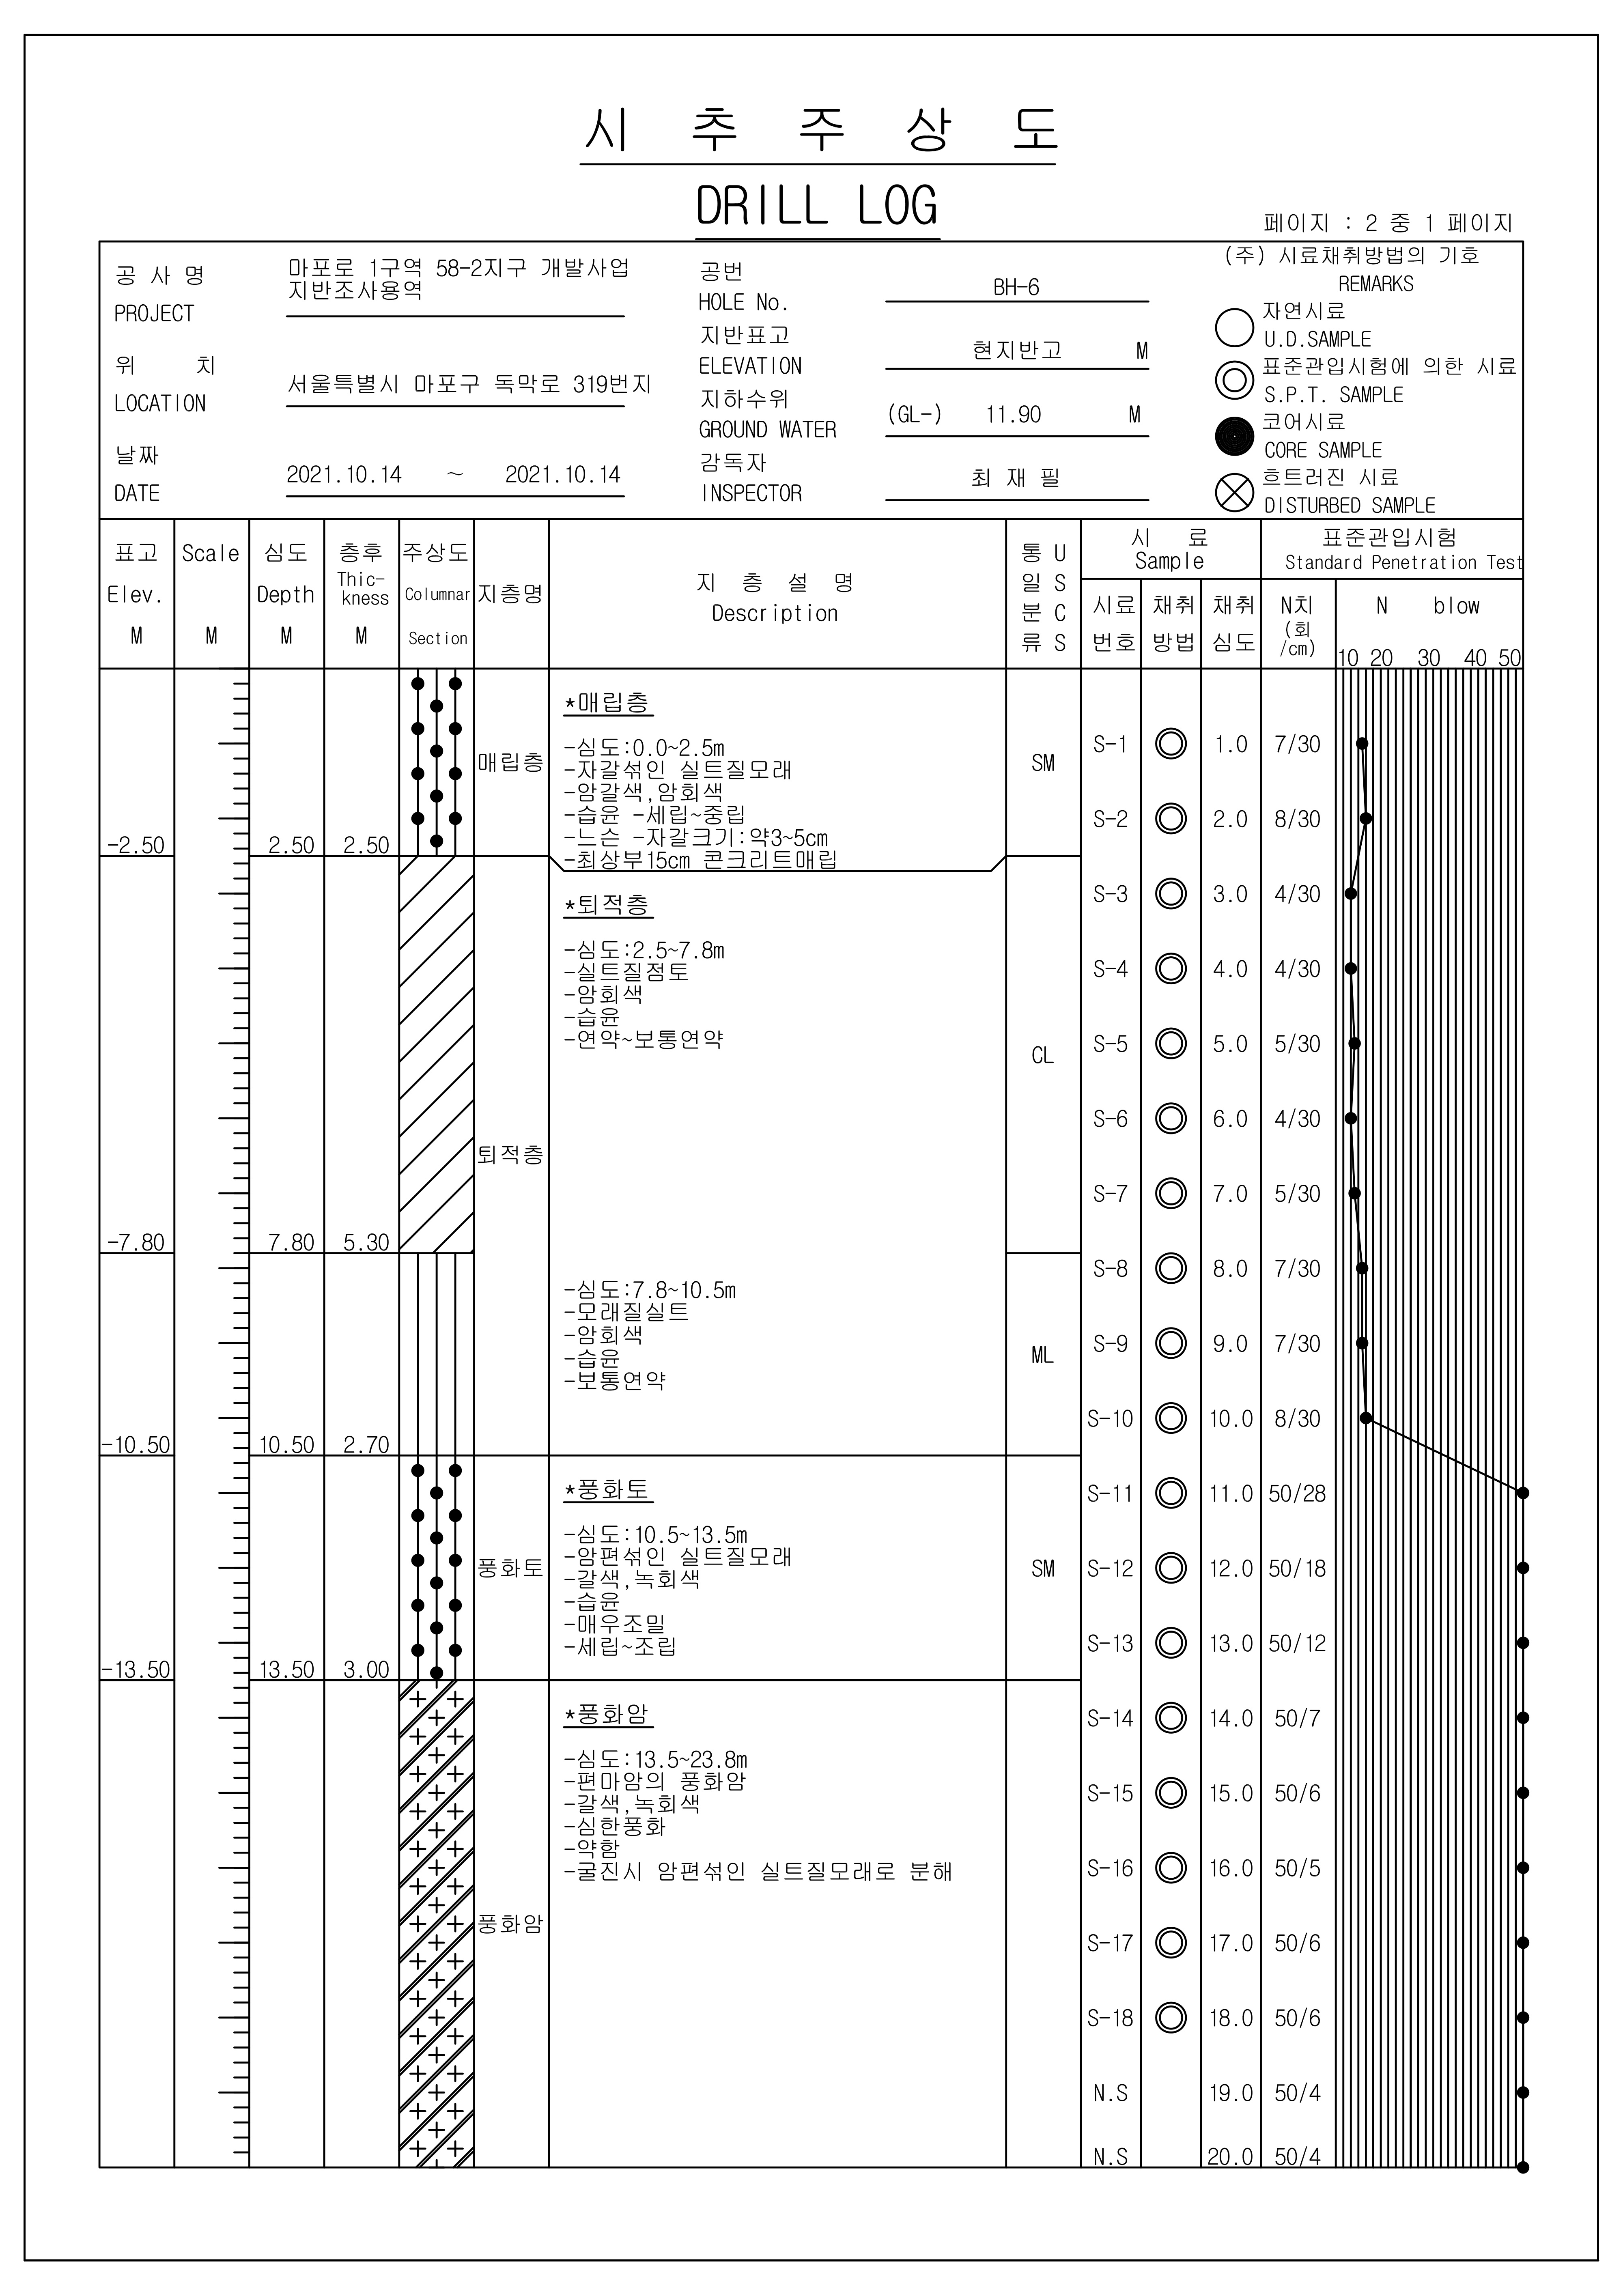 시 추 주 상 도
DRILL LOG
페이지 : 2 중 1 페이지
공 사 명
PROJECT
마포로 1구역 58-2지구 개발사업
지반조사용역
위 치
LOCATION
서울특별시 마포구 독막로 319번지
날짜
DATE
2021.10.14 ~ 2021.10.14
공번
HOLE No.
BH-6
지반표고
ELEVATION
현지반고 M
지하수위
GROUND WATER
(GL-) 11.90 M
감독자
INSPECTOR
최 재 필
(주) 시료채취방법의 기호
REMARKS
자연시료
U.D.SAMPLE
표준관입시험에 의한 시료
S.P.T. SAMPLE
코어시료
CORE SAMPLE
흐트러진 시료
DISTURBED SAMPLE
표고
Elev.
M
Scale
M
심도
Depth
M
층후
Thic-
kness
M
주상도
Columnar
Section
지층명
지 층 설 명
Description
통 U
일 S
분 C
류 S
시 료
Sample
시료
번호
채취
방법
채취
심도
표준관입시험
Standard Penetration Test
N치
(회
/cm)
N blow
10 20 30 40 50
-2.50 2.50 2.50
매립층
*매립층
-심도:0.0~2.5m
-자갈섞인 실트질모래
-암갈색,암회색
-습윤 -세립~중립
-느슨 -자갈크기:약3~5cm
-최상부15cm 콘크리트매립
SM
S-1 1.0 7/30
S-2 2.0 8/30
-7.80 7.80 5.30
퇴적층
*퇴적층
-심도:2.5~7.8m
-실트질점토
-암회색
-습윤
-연약~보통연약
CL
S-3 3.0 4/30
S-4 4.0 4/30
S-5 5.0 5/30
S-6 6.0 4/30
S-7 7.0 5/30
-10.50 10.50 2.70
-심도:7.8~10.5m
-모래질실트
-암회색
-습윤
-보통연약
ML
S-8 8.0 7/30
S-9 9.0 7/30
S-10 10.0 8/30
-13.50 13.50 3.00
풍화토
*풍화토
-심도:10.5~13.5m
-암편섞인 실트질모래
-갈색,녹회색
-습윤
-매우조밀
-세립~조립
SM
S-11 11.0 50/28
S-12 12.0 50/18
S-13 13.0 50/12
풍화암
*풍화암
-심도:13.5~23.8m
-편마암의 풍화암
-갈색,녹회색
-심한풍화
-약함
-굴진시 암편섞인 실트질모래로 분해
S-14 14.0 50/7
S-15 15.0 50/6
S-16 16.0 50/5
S-17 17.0 50/6
S-18 18.0 50/6
N.S 19.0 50/4
N.S 20.0 50/4